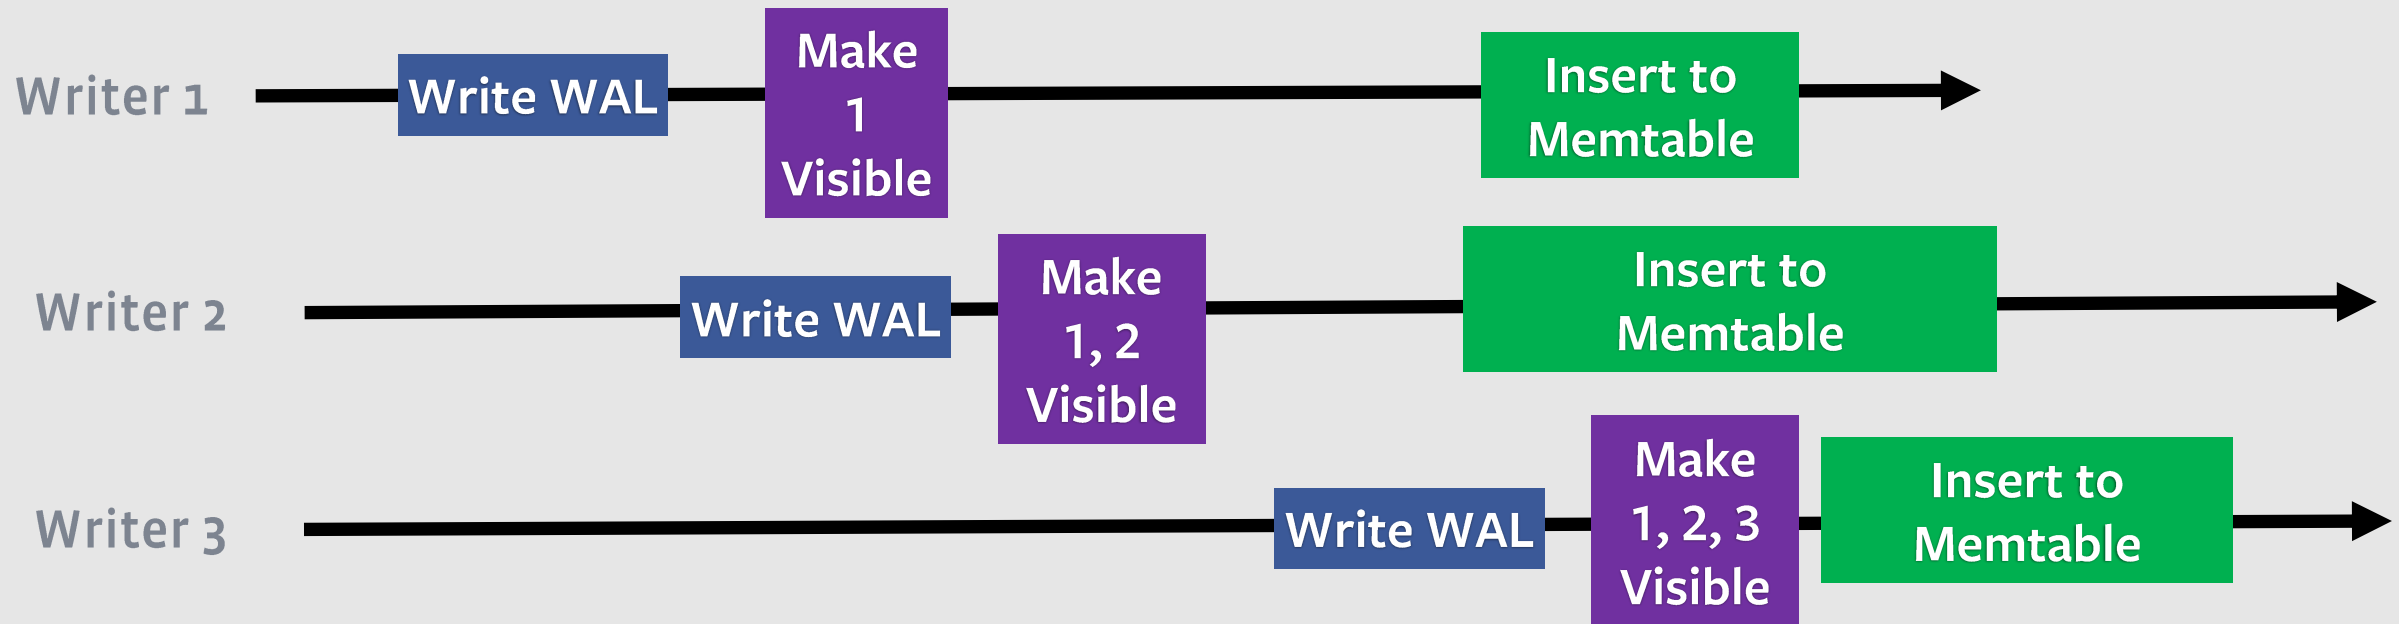 Writer 1
Write WAL
Make
1
Visible
Insert to
Memtable
Writer 2
Write WAL
Make
1, 2
Visible
Insert to
Memtable
Writer 3
Write WAL
Make
1, 2, 3
Visible
Insert to
Memtable